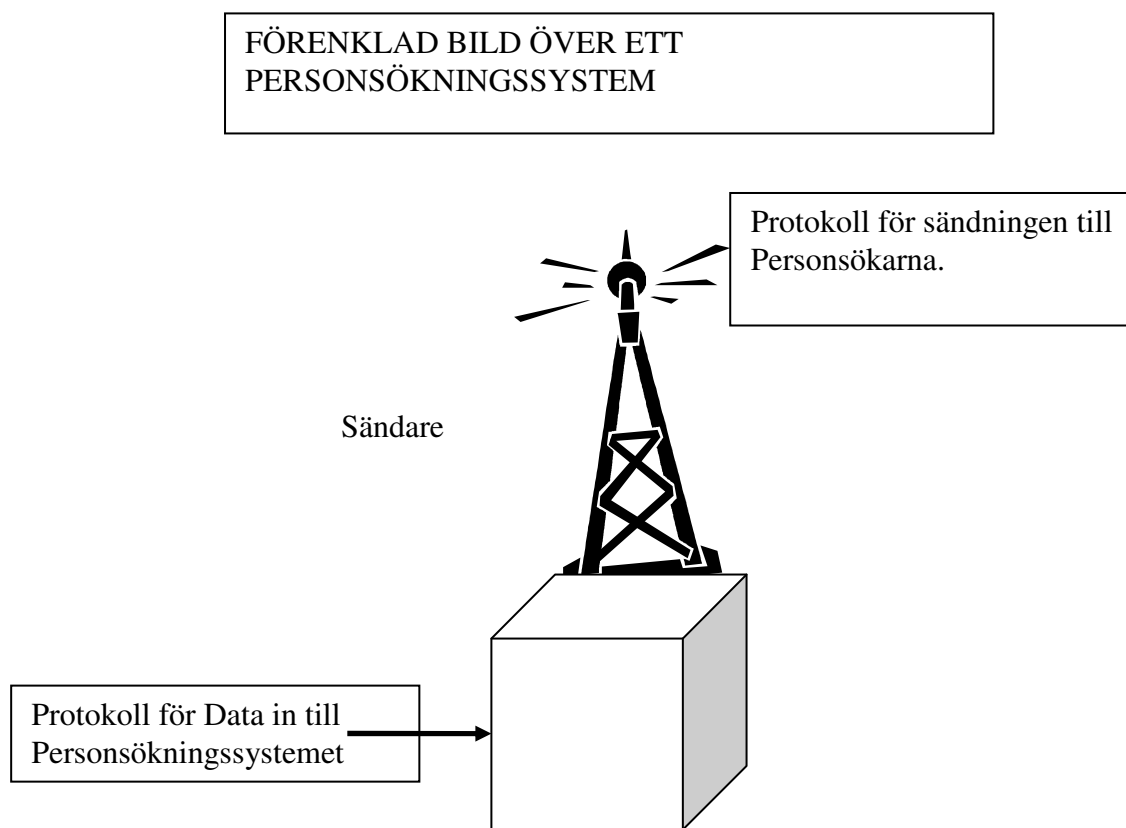 FÖRENKLAD BILD ÖVER ETT
PERSONSÖKNINGSSYSTEM
Protokoll för sändningen till
Personsökarna.
Sändare
Protokoll för Data in till
Personsökningssystemet